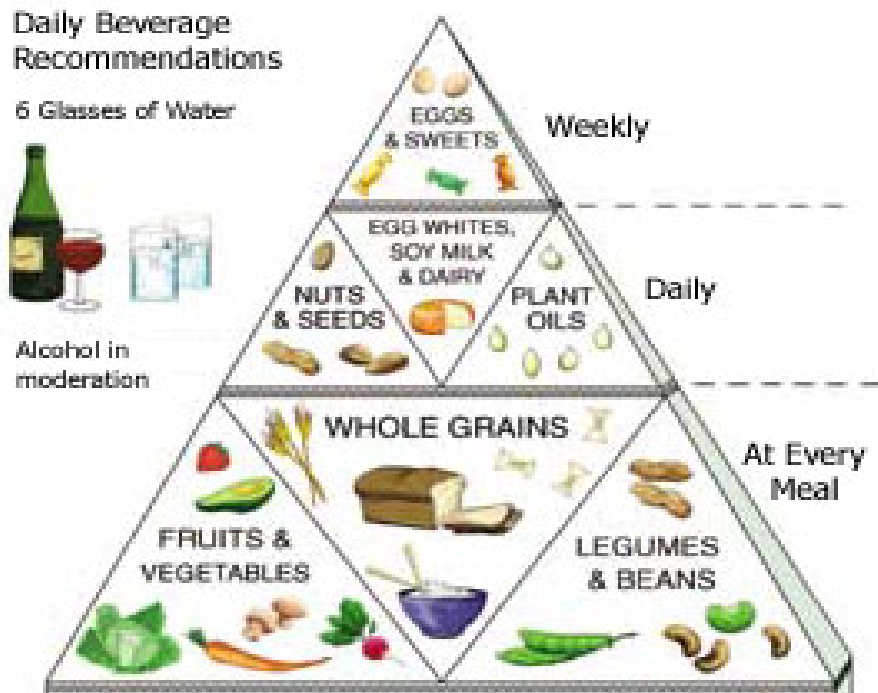 Daily Beverage
Recommendations
6 Glasses of Water
Alcohol in
moderation
EGGS
& SWEETS
Weekly
EGG WHITES,
SOY MILK
& DAIRY
NUTS
& SEEDS
PLANT
OILS
Daily
WHOLE GRAINS
At Every
Meal
FRUITS &
VEGETABLES
LEGUMES
& BEANS